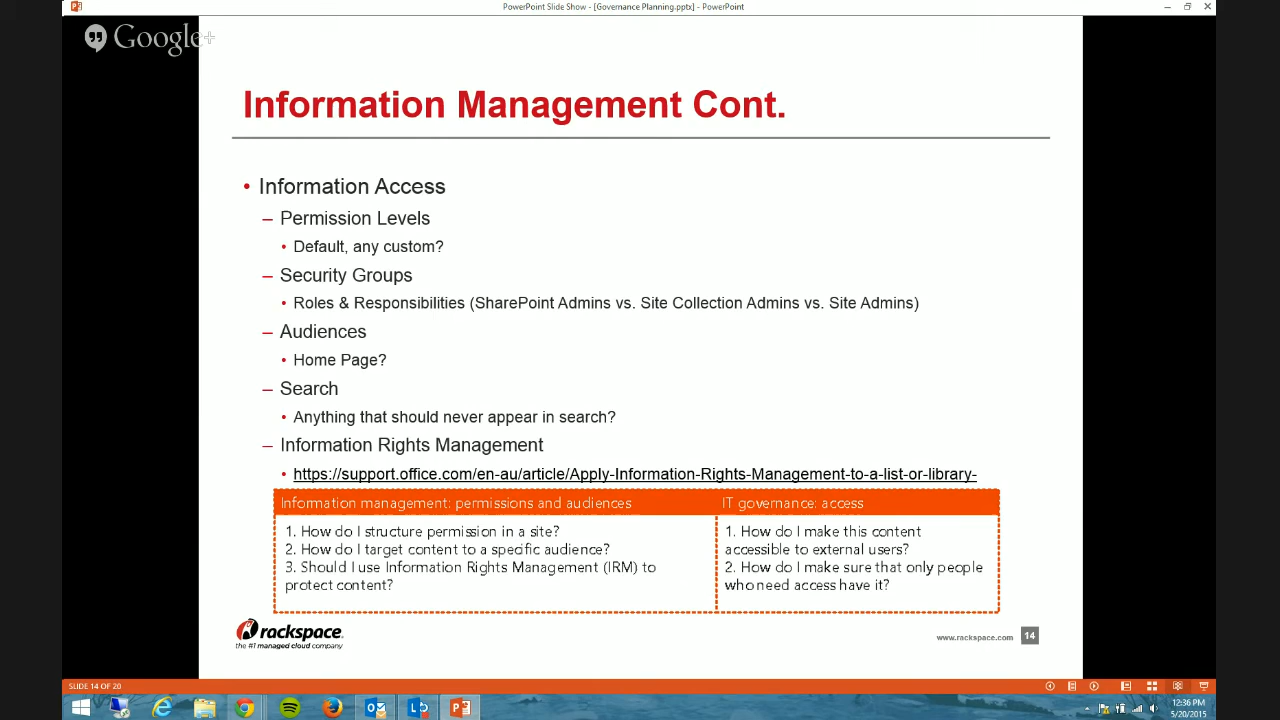 PowerPoint Slide Show - [Governance Planning.pptx] - PowerPoint
Google+
Information Management Cont.
• Information Access
– Permission Levels
• Default, any custom?
– Security Groups
• Roles & Responsibilities (SharePoint Admins vs. Site Collection Admins vs. Site Admins)
– Audiences
• Home Page?
– Search
• Anything that should never appear in search?
– Information Rights Management
• https://support.office.com/en-au/article/Apply-Information-Rights-Management-to-a-list-or-library-
Information management: permissions and audiences
1. How do I structure permission in a site?
2. How do I target content to a specific audience?
3. Should I use Information Rights Management (IRM) to
protect content?
IT governance: access
1. How do I make this content
accessible to external users?
2. How do I make sure that only people
who need access have it?
rackspace.
the #1 managed cloud company
www.rackspace.com 14
SLIDE 14 OF 20
12:36 PM
5/20/2015